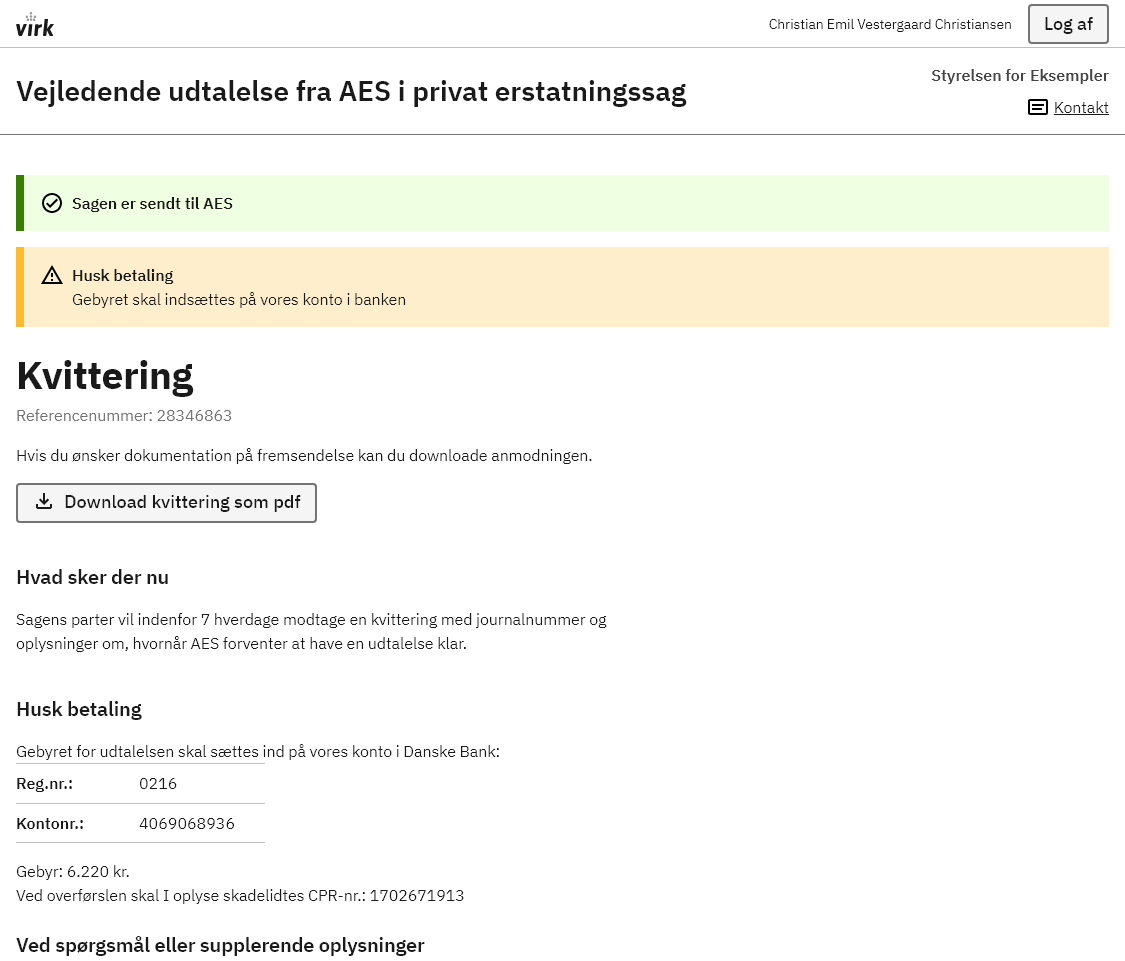 virk
Christian Emil Vestergaard Christiansen
Log af
Vejledende udtalelse fra AES i privat erstatningssag
Styrelsen for Eksempler
Kontakt
Sagen er sendt til AES
Husk betaling
Gebyret skal indsættes på vores konto i banken
Kvittering
Referencenummer: 28346863
Hvis du ønsker dokumentation på fremsendelse kan du downloade anmodningen.
Download kvittering som pdf
Hvad sker der nu
Sagens parter vil indenfor 7 hverdage modtage en kvittering med journalnummer og
oplysninger om, hvornår AES forventer at have en udtalelse klar.
Husk betaling
Gebyret for udtalelsen skal sættes ind på vores konto i Danske Bank:
Reg.nr.: 0216
Kontonr.: 4069068936
Gebyr: 6.220 kr.
Ved overførslen skal I oplyse skadelidtes CPR-nr.: 1702671913
Ved spørgsmål eller supplerende oplysninger